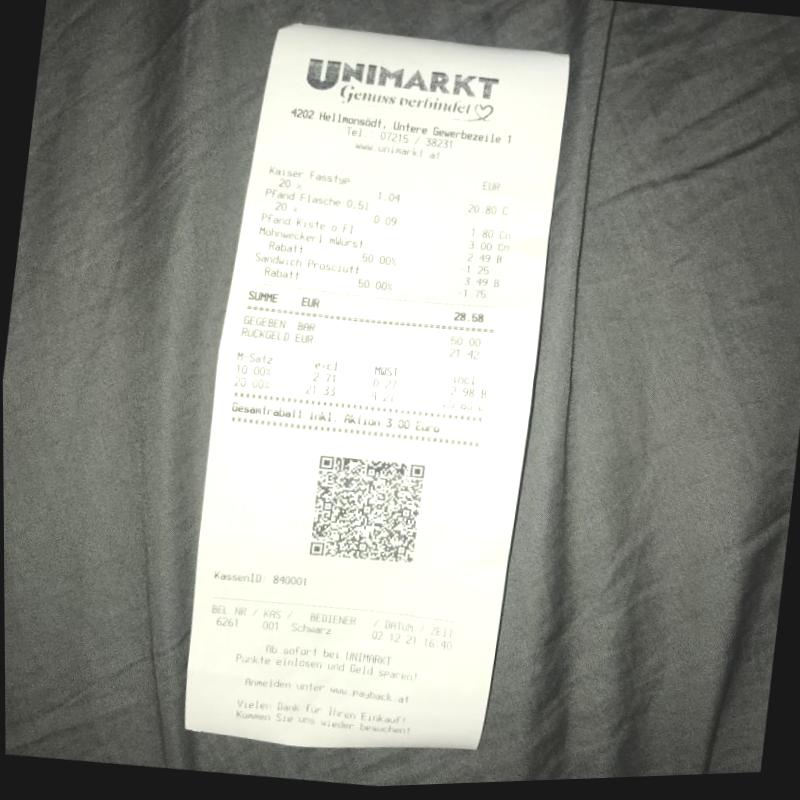 UNIMARKT
Genuss verbindet
4202 Hellmonsödt, Untere Gewerbezeile 1
Tel.: 07215 / 38231
www.unimarkt.at
EUR
Kaiser Fasstyp
20 x 1.04 20.80 C
Pfand Flasche 0,5l
20 x 0.09 1.80 Cn
Pfand Kiste o Fl 3.00 Cn
Mohnweckerl mWurst 2.49 B
Rabatt 50.00% -1.25
Sandwich Prosciutt 3.49 B
Rabatt 50.00% -1.75
SUMME EUR 28.58
GEGEBEN BAR 50.00
RÜCKGELD EUR 21.42
M-Satz excl MWST incl
10.00% 2.71 0.27 2.98 B
20.00% 21.33 4.27
Gesamtrabatt inkl. Aktion 3.00 Euro
KassenID: 840001
BEL NR / KAS / BEDIENER / DATUM / ZEIT
6261 001 Schwarz 02.12.21 16:40
Ab sofort bei UNIMARKT
Punkte einlösen und Geld sparen!
Anmelden unter www.payback.at
Vielen Dank für Ihren Einkauf!
Kommen Sie uns wieder besuchen!